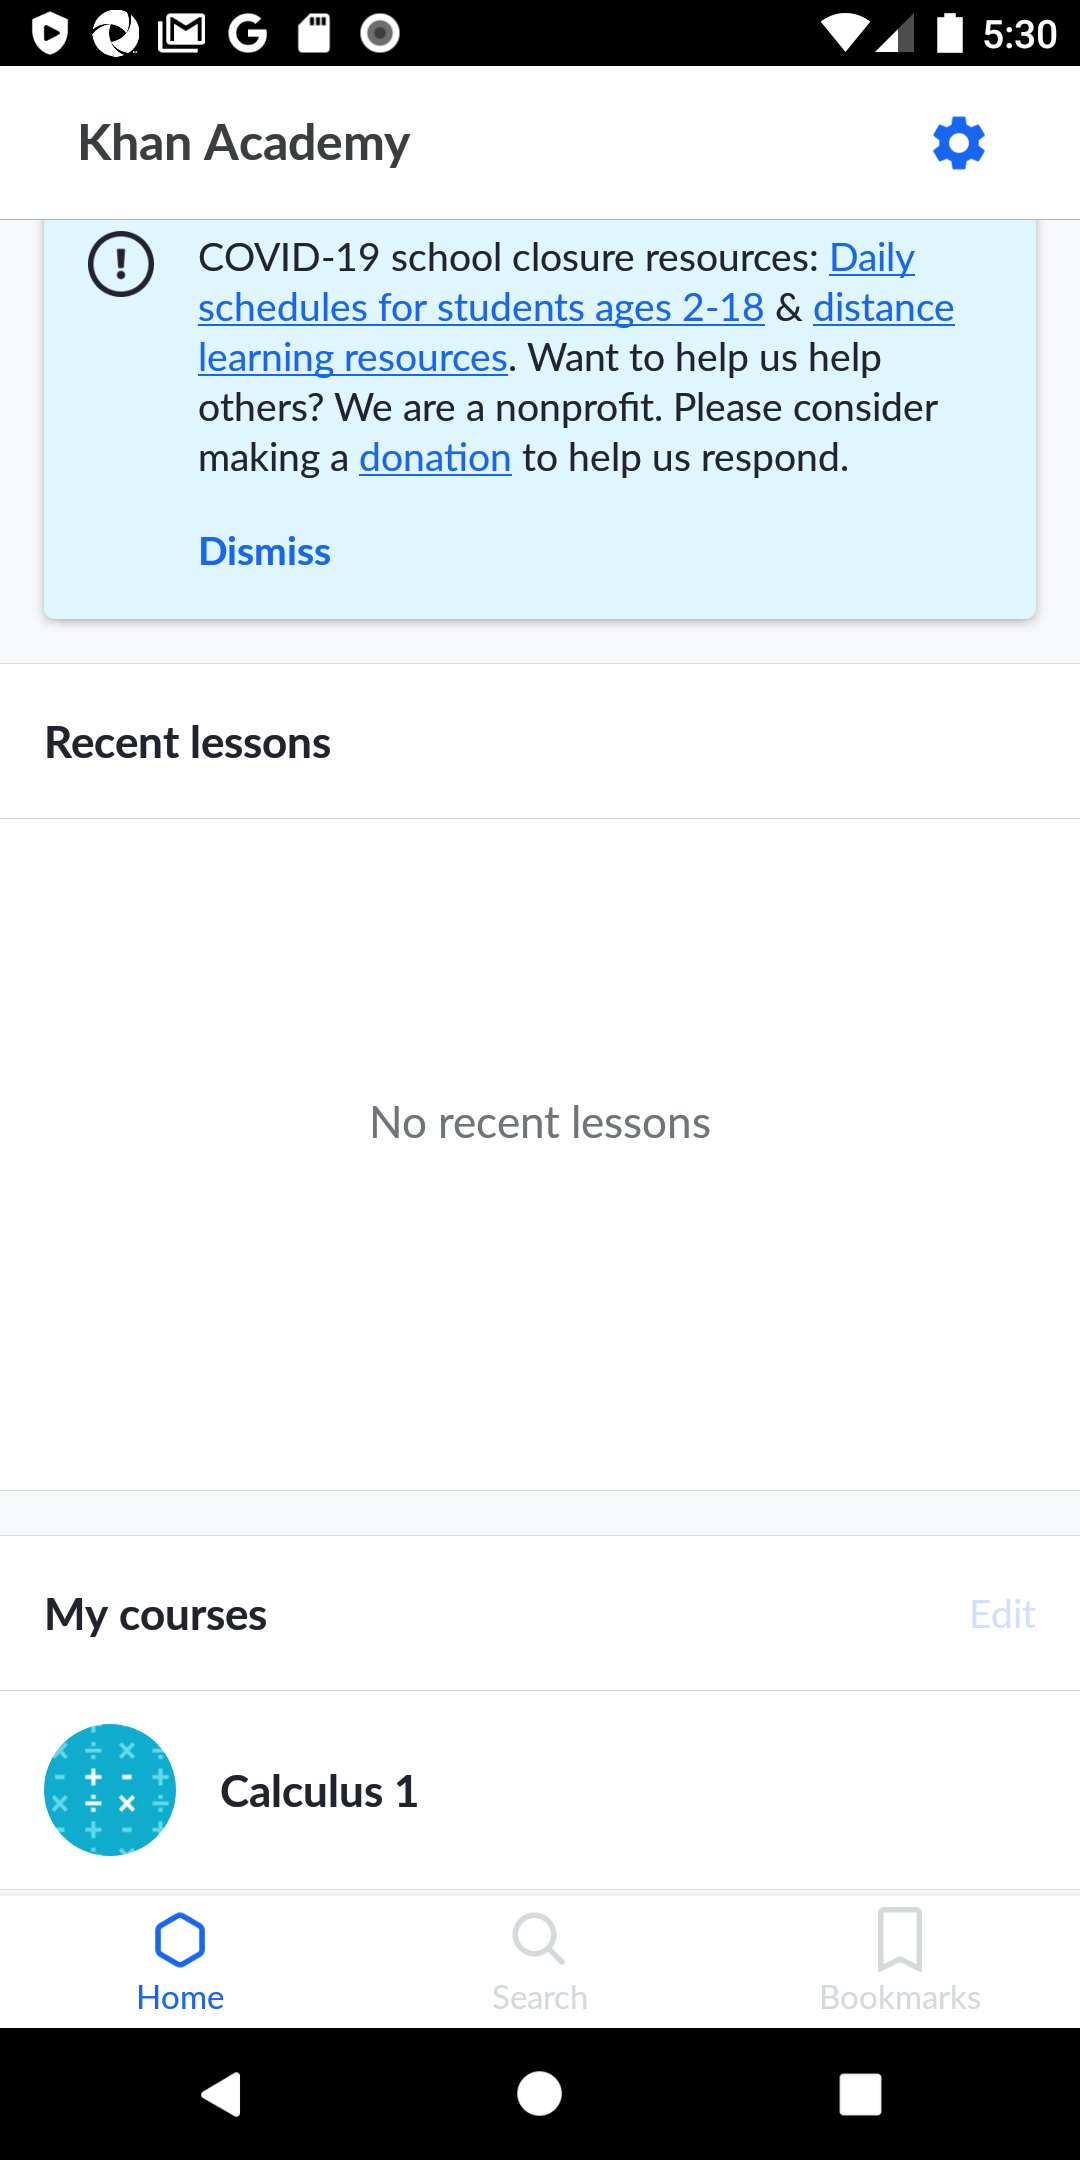 5:30
Khan Academy
COVID-19 school closure resources: Daily
schedules for students ages 2-18 & distance
learning resources. Want to help us help
others? We are a nonprofit. Please consider
making a donation to help us respond.
Dismiss
Recent lessons
No recent lessons
My courses
Edit
Calculus 1
Home
Search
Bookmarks